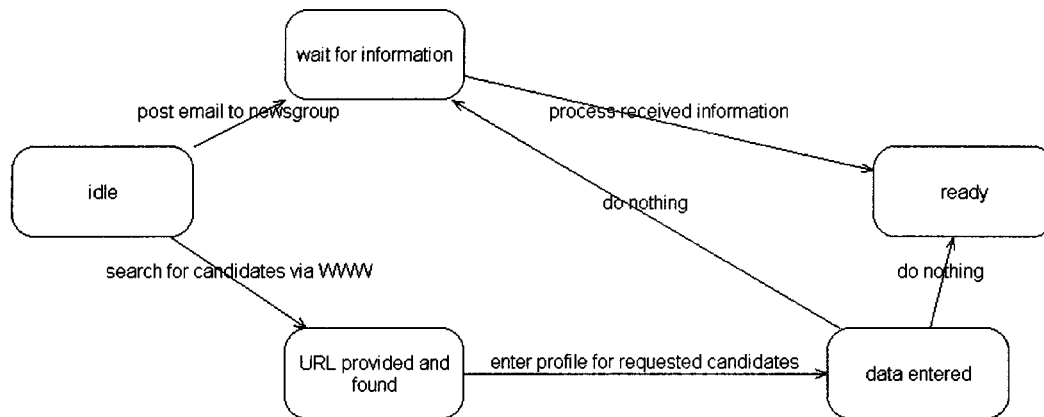 wait for information
post email to newsgroup
process received information
idle
do nothing
ready
search for candidates via WWW
do nothing
URL provided and
found
enter profile for requested candidates
data entered